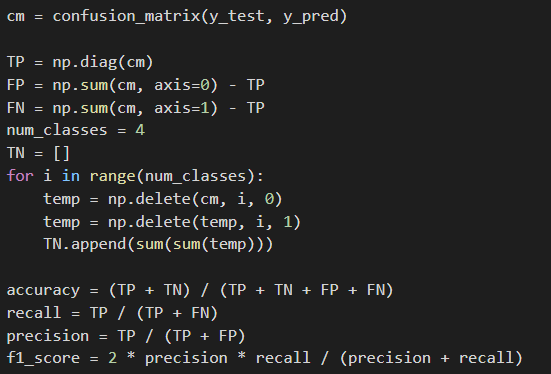 cm = confusion_matrix(y_test, y_pred)
TP = np.diag(cm)
FP = np.sum(cm, axis=0) - TP
FN = np.sum(cm, axis=1) - TP
num_classes = 4
TN = []
for i in range(num_classes):
    temp = np.delete(cm, i, 0)
    temp = np.delete(temp, i, 1)
    TN.append(sum(sum(temp)))
accuracy = (TP + TN) / (TP + TN + FP + FN)
recall = TP / (TP + FN)
precision = TP / (TP + FP)
f1_score = 2 * precision * recall / (precision + recall)